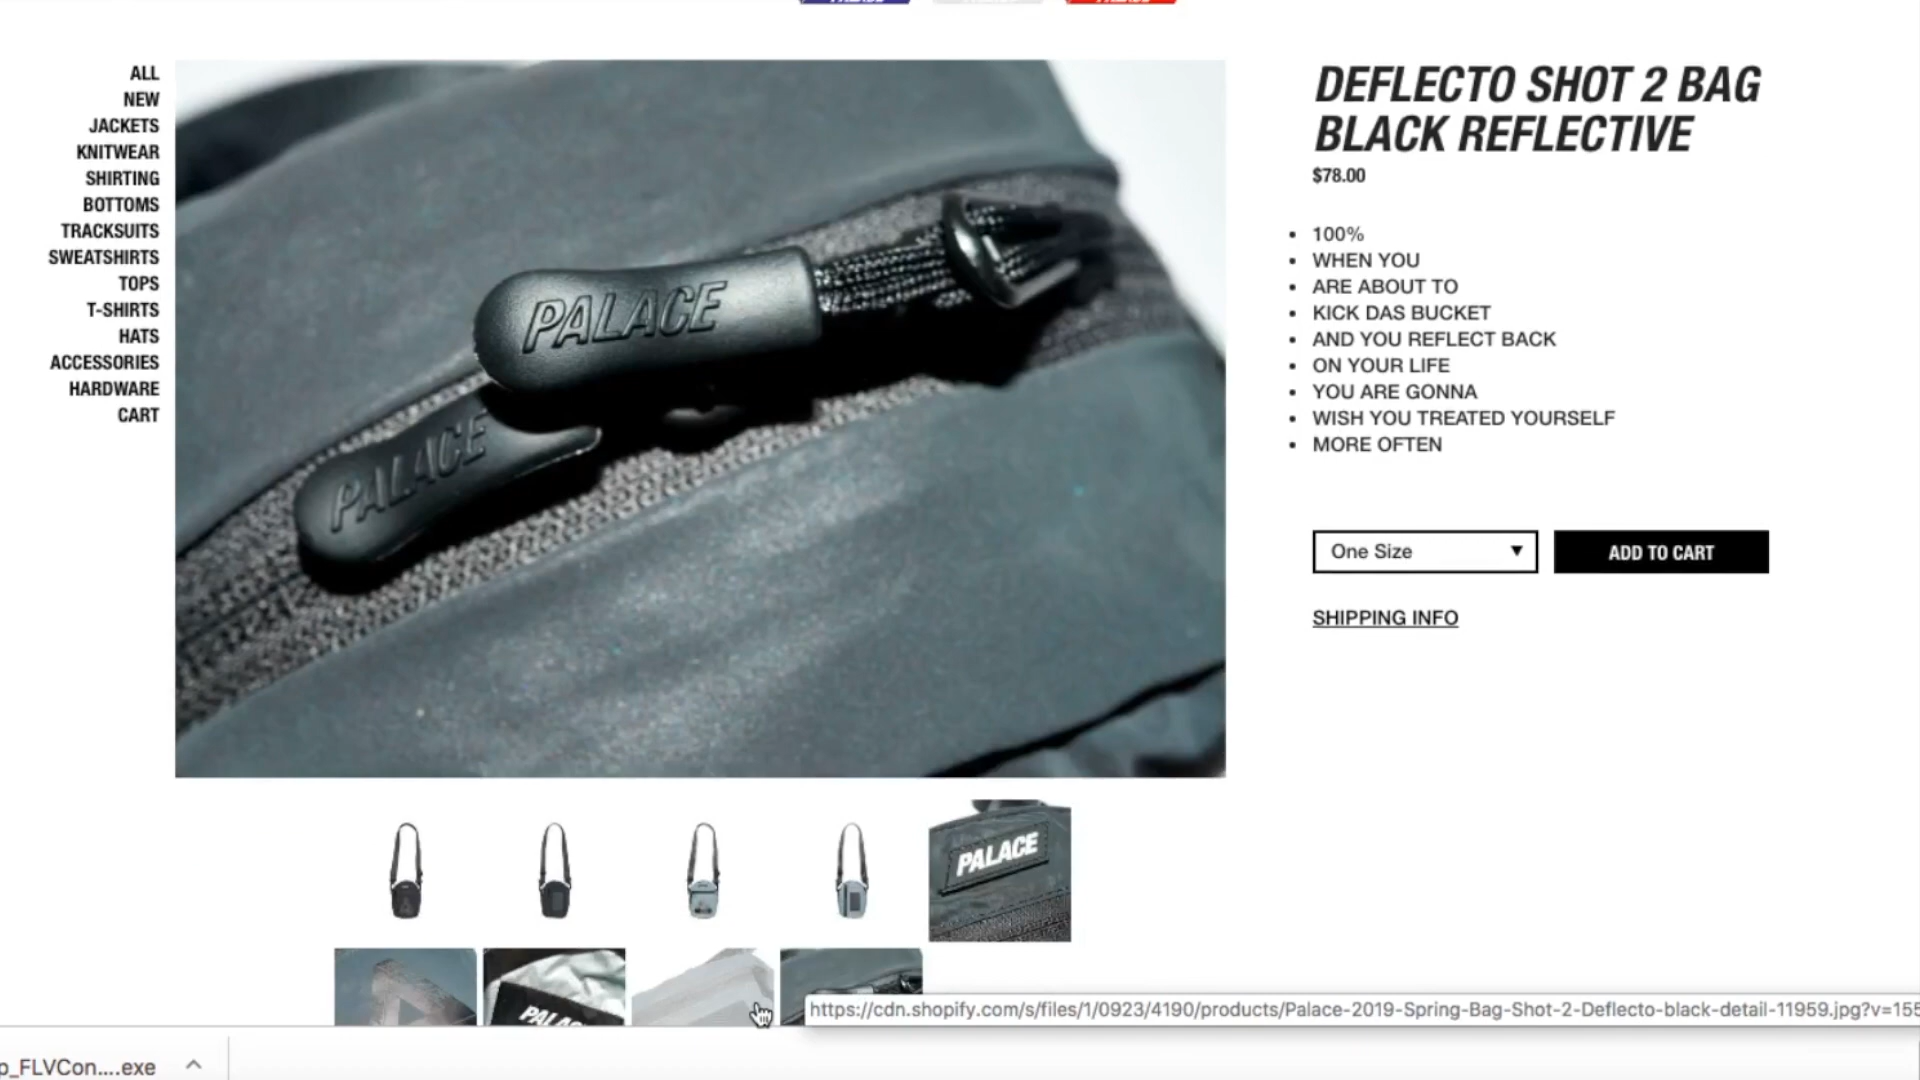 ALL
NEW
JACKETS
KNITWEAR
SHIRTING
BOTTOMS
TRACKSUITS
SWEATSHIRTS
TOPS
T-SHIRTS
HATS
ACCESSORIES
HARDWARE
CART
PALACE
PALACE
DEFLECTO SHOT 2 BAG
BLACK REFLECTIVE
$78.00
• 100%
• WHEN YOU
• ARE ABOUT TO
• KICK DAS BUCKET
• AND YOU REFLECT BACK
• ON YOUR LIFE
• YOU ARE GONNA
• WISH YOU TREATED YOURSELF
• MORE OFTEN
One Size
ADD TO CART
SHIPPING INFO
PALACE
https://cdn.shopify.com/s/files/1/0923/4190/products/Palace-2019-Spring-Bag-Shot-2-Deflecto-black-detail-11959.jpg?v=155
p_FLVCon....exe